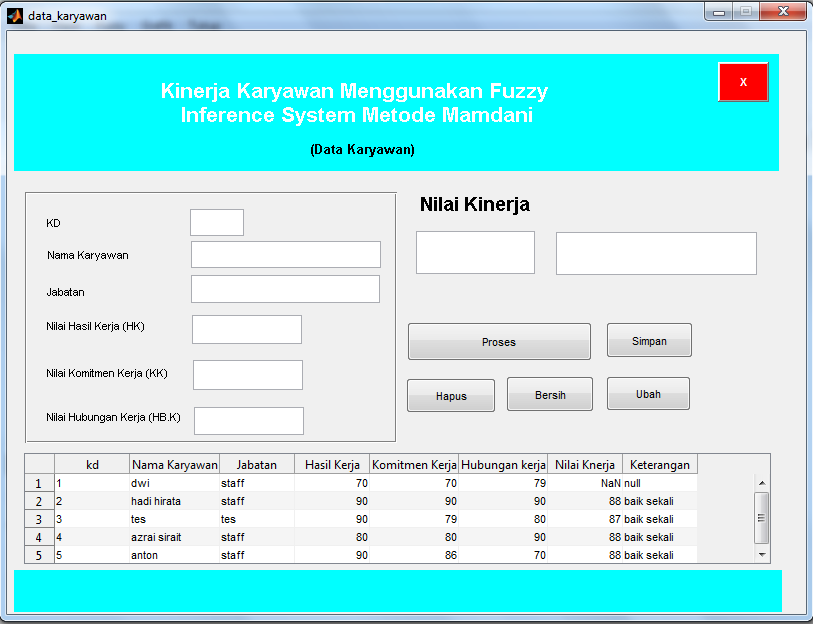 data_karyawan
X
Kinerja Karyawan Menggunakan Fuzzy
Inference System Metode Mamdani
(Data Karyawan)
KD
Nama Karyawan
Jabatan
Nilai Hasil Kerja (HK)
Nilai Komitmen Kerja (KK)
Nilai Hubungan Kerja (HB.K)
Nilai Kinerja
Proses
Simpan
Hapus
Bersih
Ubah
kd Nama Karyawan Jabatan Hasil Kerja Komitmen Kerja Hubungan kerja Nilai Knerja Keterangan
1 1 dwi staff 70 70 79 NaN null
2 2 hadi hirata staff 90 90 90 88 baik sekali
3 3 tes tes 90 79 80 87 baik sekali
4 4 azrai sirait staff 80 80 90 88 baik sekali
5 5 anton staff 90 86 70 88 baik sekali